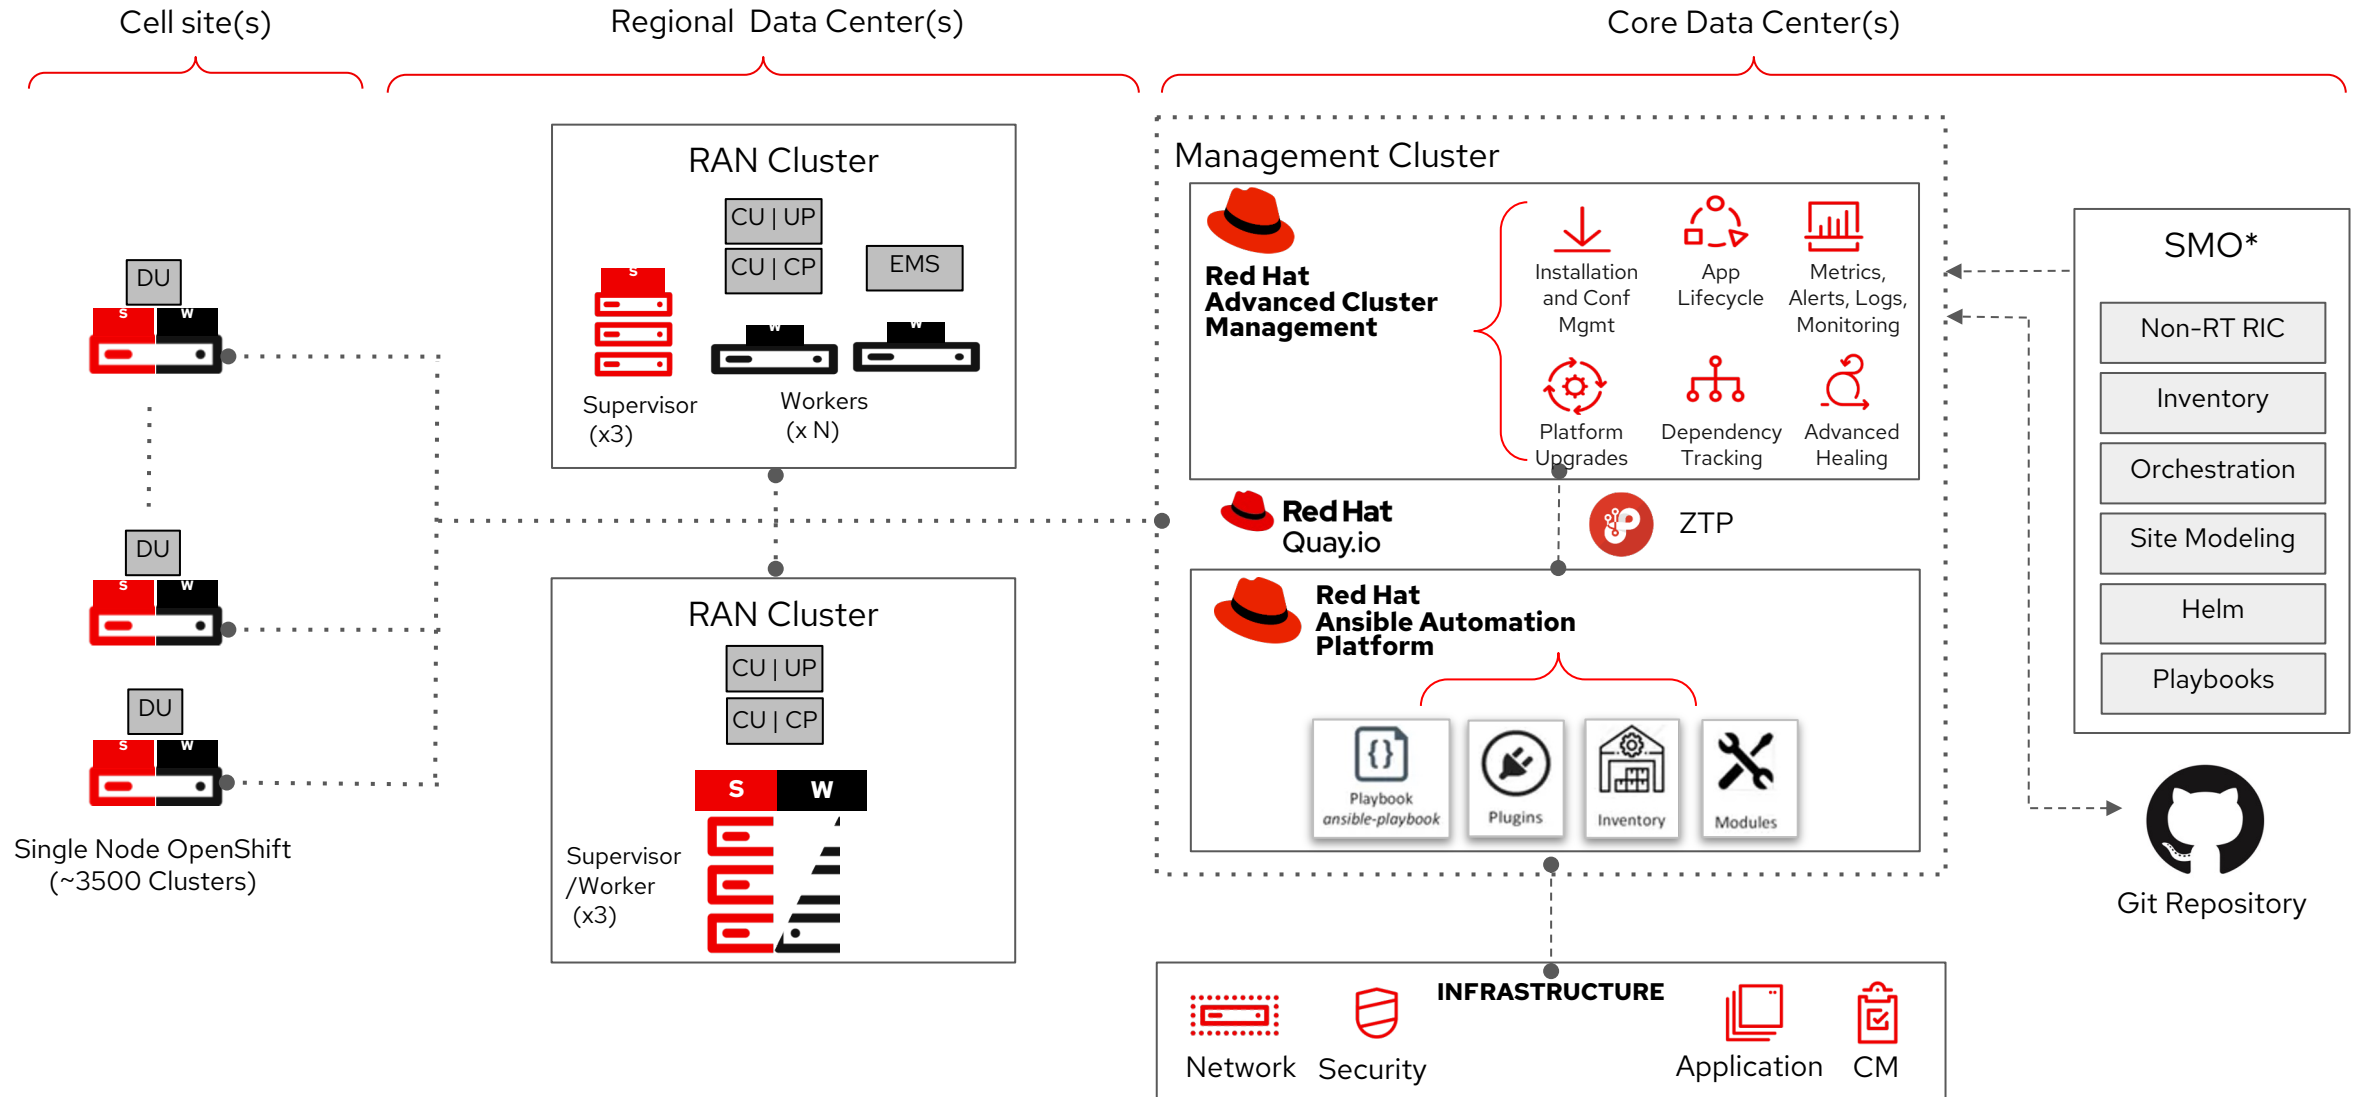 Cell site(s)
Regional Data Center(s)
Core Data Center(s)
DU
S W
DU
S W
DU
S W
Single Node OpenShift
(~3500 Clusters)
RAN Cluster
CU | UP
CU | CP
EMS
S
W
W
Supervisor
(x3)
Workers
(x N)
RAN Cluster
CU | UP
CU | CP
S W
Supervisor
/Worker
(x3)
Management Cluster
Red Hat
Advanced Cluster
Management
Installation
and Conf
Mgmt
App
Lifecycle
Metrics,
Alerts, Logs,
Monitoring
Platform
Upgrades
Dependency
Tracking
Advanced
Healing
Red Hat
Quay.io
ZTP
Red Hat
Ansible Automation
Platform
{}
Playbook
ansible-playbook
Plugins
Inventory
Modules
INFRASTRUCTURE
Network
Security
Application
CM
SMO*
Non-RT RIC
Inventory
Orchestration
Site Modeling
Helm
Playbooks
Git Repository